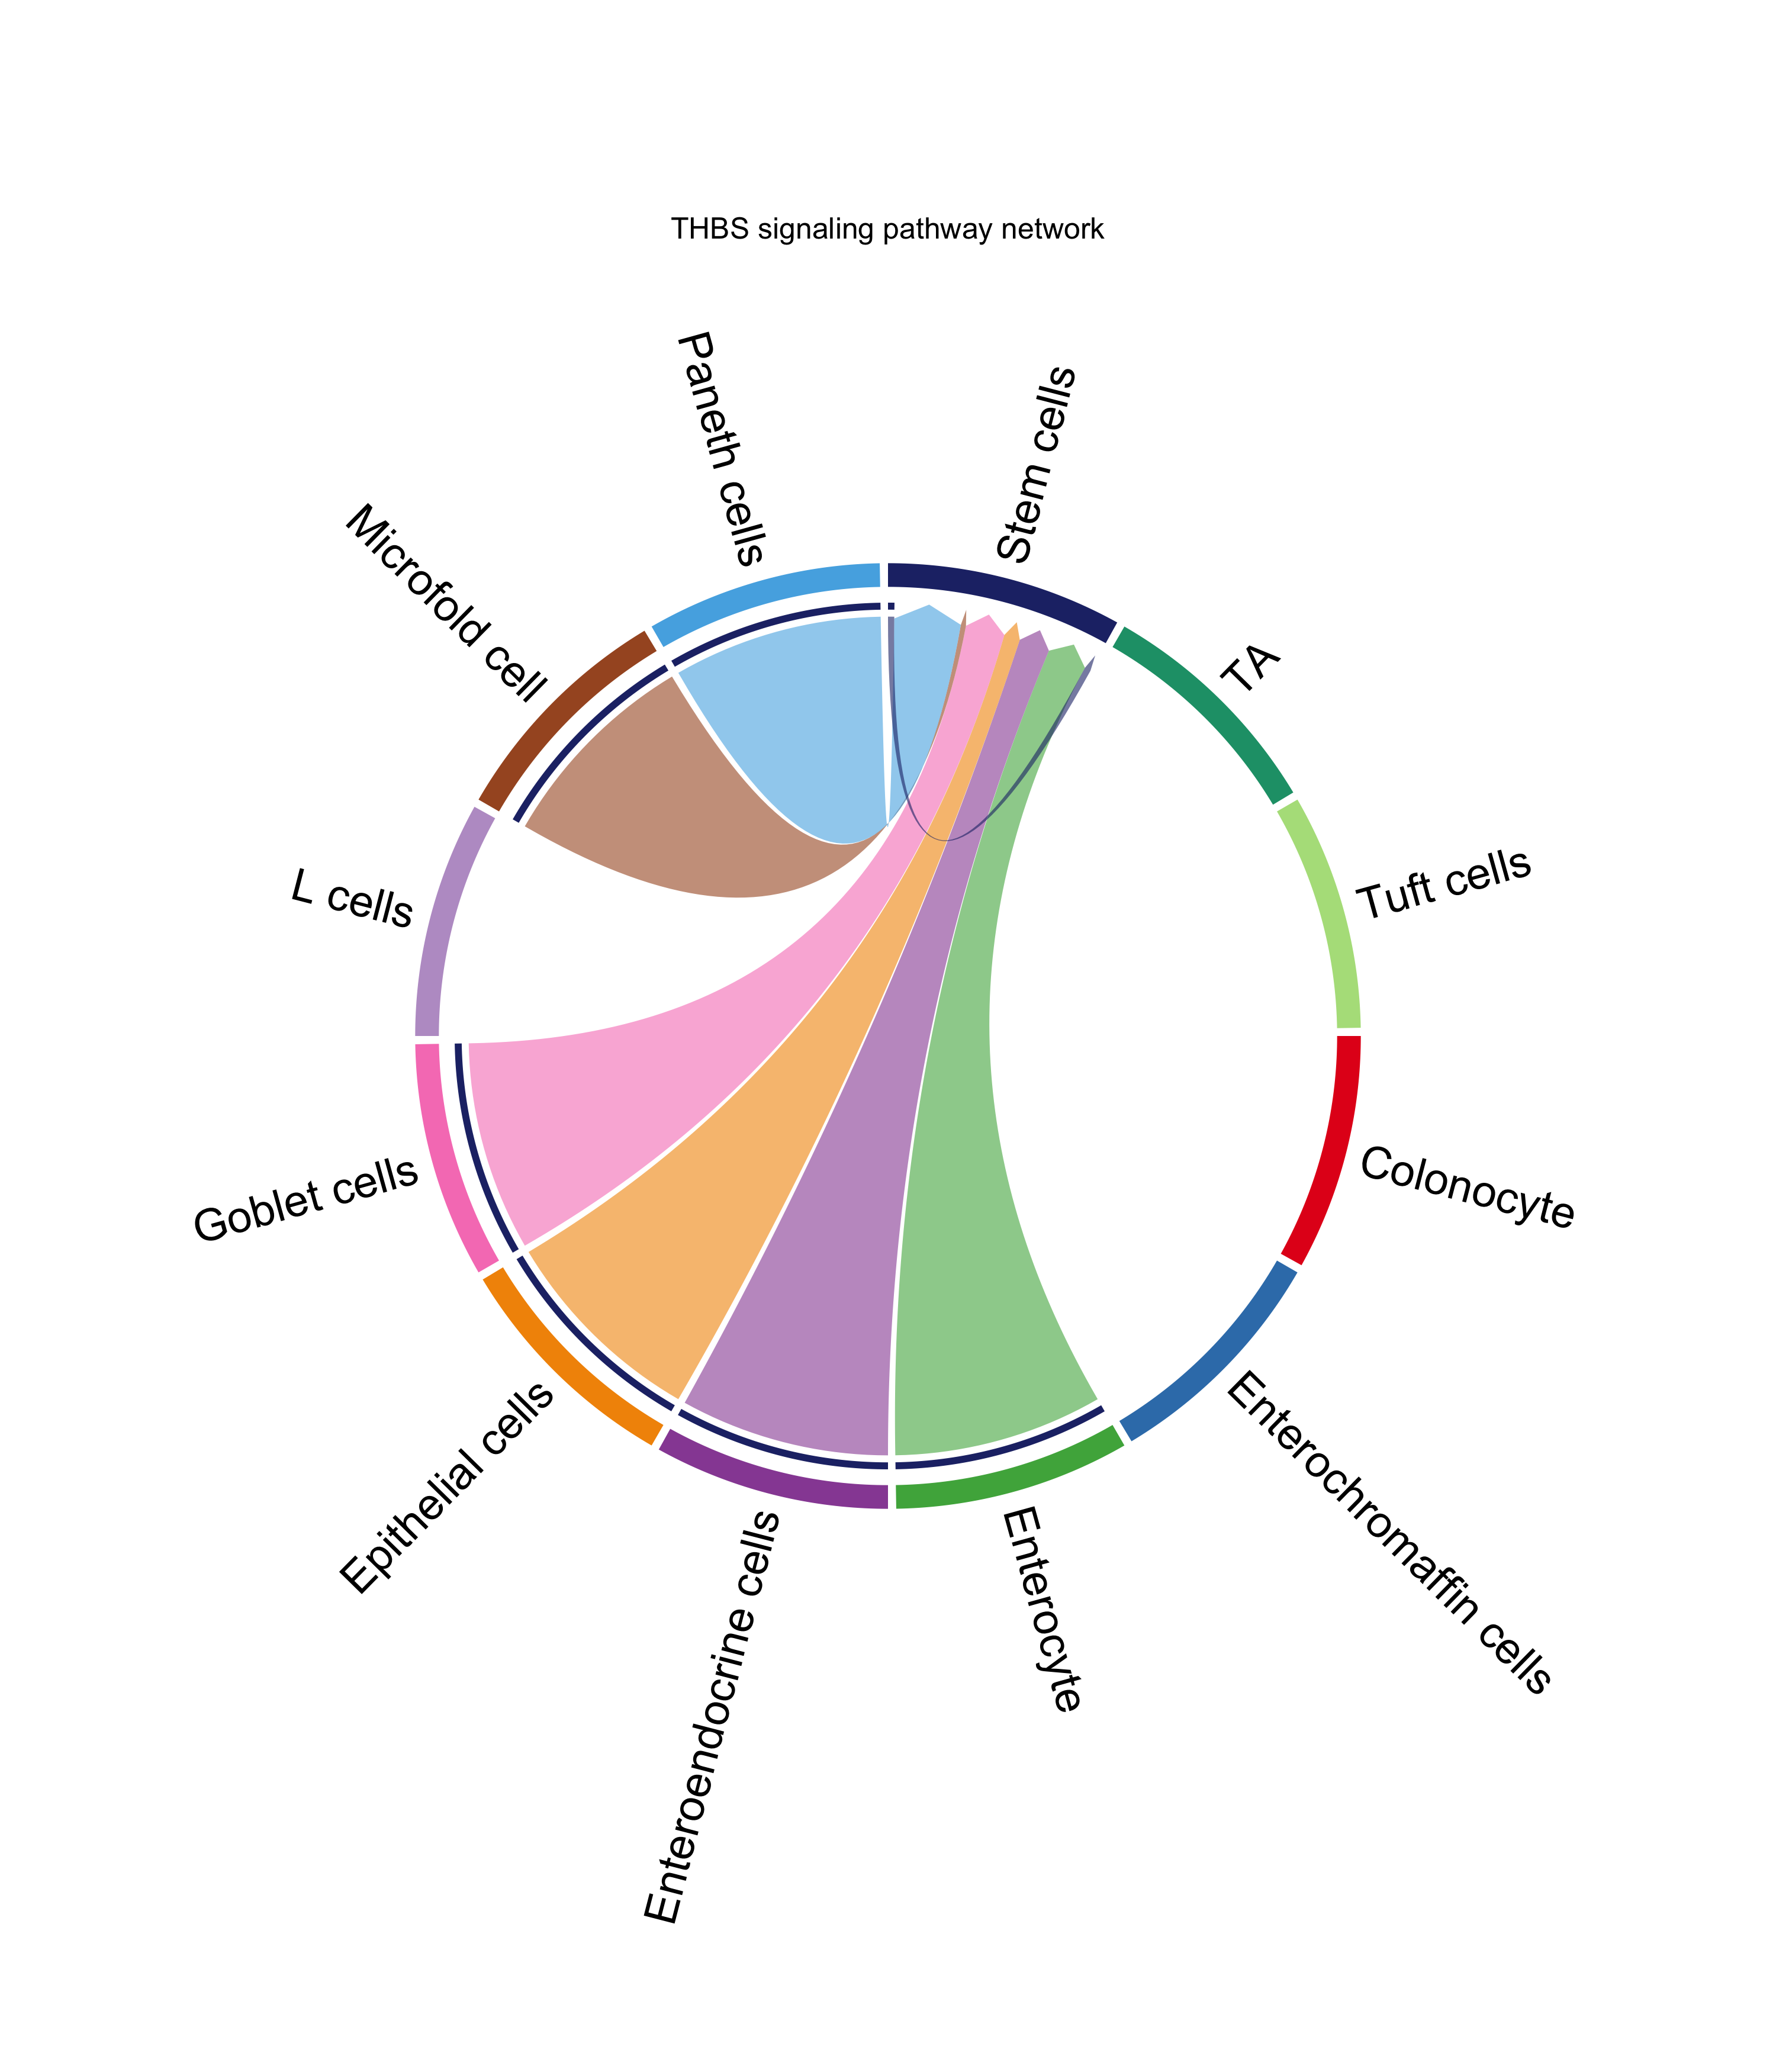 THBS signaling pathway network
Paneth cells
Stem cells
Microfold cell
TA
L cells
Tuft cells
Goblet cells
Colonocyte
Epithelial cells
Enterochromaffin cells
Enteroendocrine cells
Enterocyte